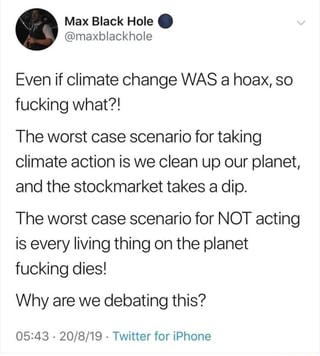 Max Black Hole
@maxblackhole
Even if climate change WAS a hoax, so
fucking what?!
The worst case scenario for taking
climate action is we clean up our planet,
and the stockmarket takes a dip.
The worst case scenario for NOT acting
is every living thing on the planet
fucking dies!
Why are we debating this?
05:43 · 20/8/19 · Twitter for iPhone